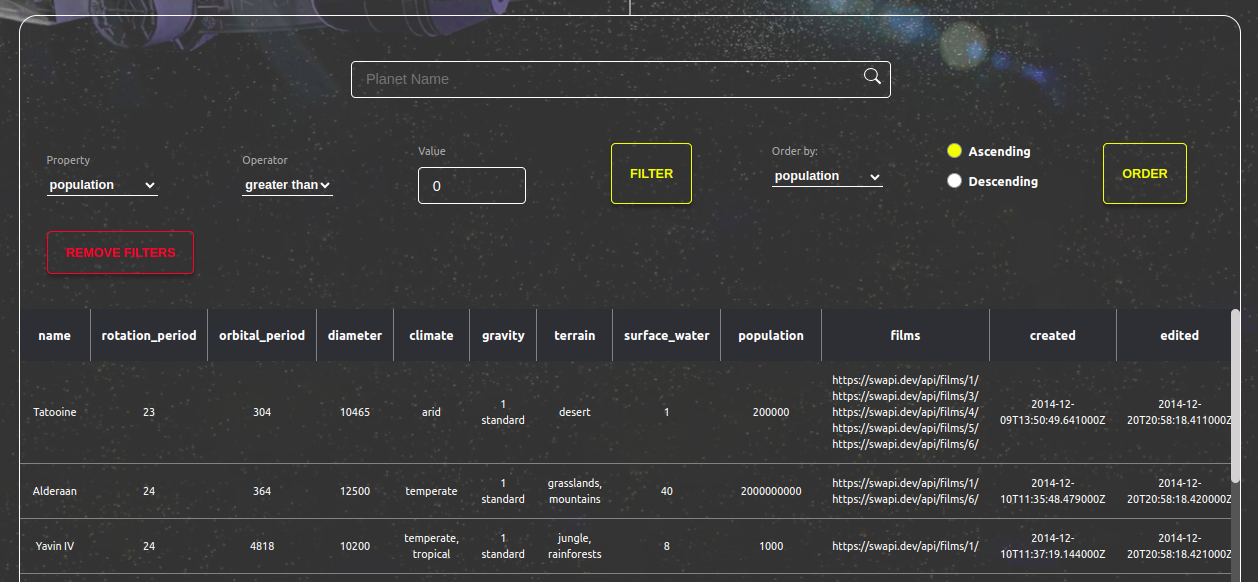 Planet Name
Property
Operator
Value
Order by:
population
greater than
0
FILTER
population
Ascending
Descending
ORDER
REMOVE FILTERS
name rotation_period orbital_period diameter climate gravity terrain surface_water population films created edited
Tatooine 23 304 10465 arid 1 standard desert 1 200000 https://swapi.dev/api/films/1/
https://swapi.dev/api/films/3/
https://swapi.dev/api/films/4/
https://swapi.dev/api/films/5/
https://swapi.dev/api/films/6/
2014-12-
09T13:50:49.641000Z
2014-12-
20T20:58:18.411000Z
Alderaan 24 364 12500 temperate 1 standard grasslands, mountains 40 2000000000 https://swapi.dev/api/films/1/
https://swapi.dev/api/films/6/
2014-12-
10T11:35:48.479000Z
2014-12-
20T20:58:18.420000Z
Yavin IV 24 4818 10200 temperate, tropical 1 standard jungle, rainforests 8 1000 https://swapi.dev/api/films/1/
2014-12-
10T11:37:19.144000Z
2014-12-
20T20:58:18.421000Z